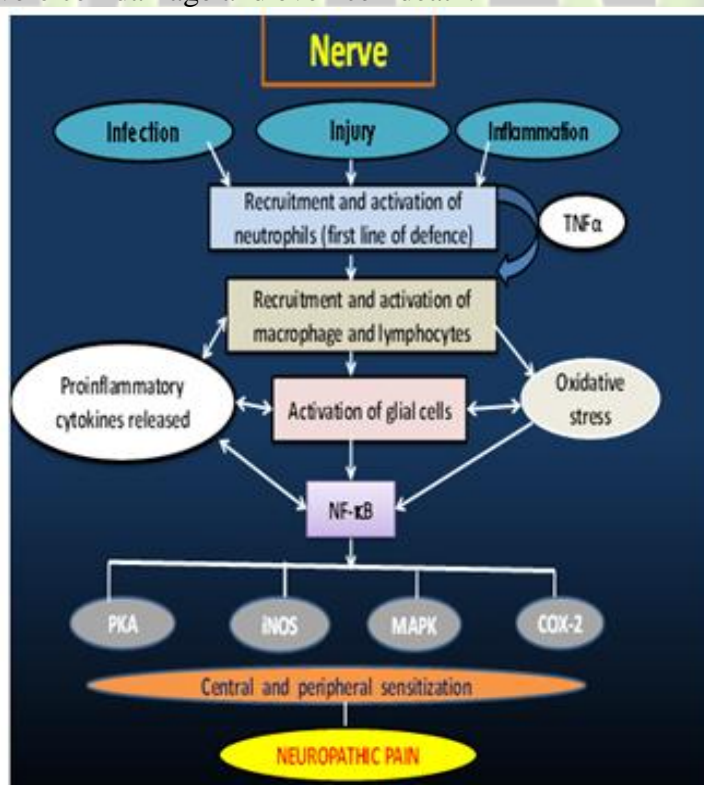 Nerve
Infection
Injury
Inflammation
Recruitment and activation of
neutrophils (first line of defence)
TNFα
Recruitment and activation of
macrophage and lymphocytes
Proinflammatory
cytokines released
Activation of glial cells
Oxidative
stress
NF-κB
PKA
iNOS
MAPK
COX-2
Central and peripheral sensitization
NEUROPATHIC PAIN